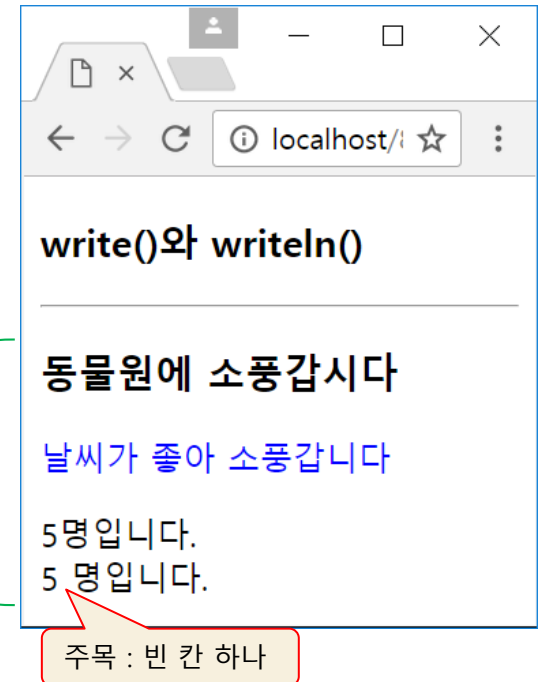 localhost/8
write()와 writeln()
동물원에 소풍갑시다
날씨가 좋아 소풍갑니다
5명입니다.
5 명입니다.
주목 : 빈 칸 하나